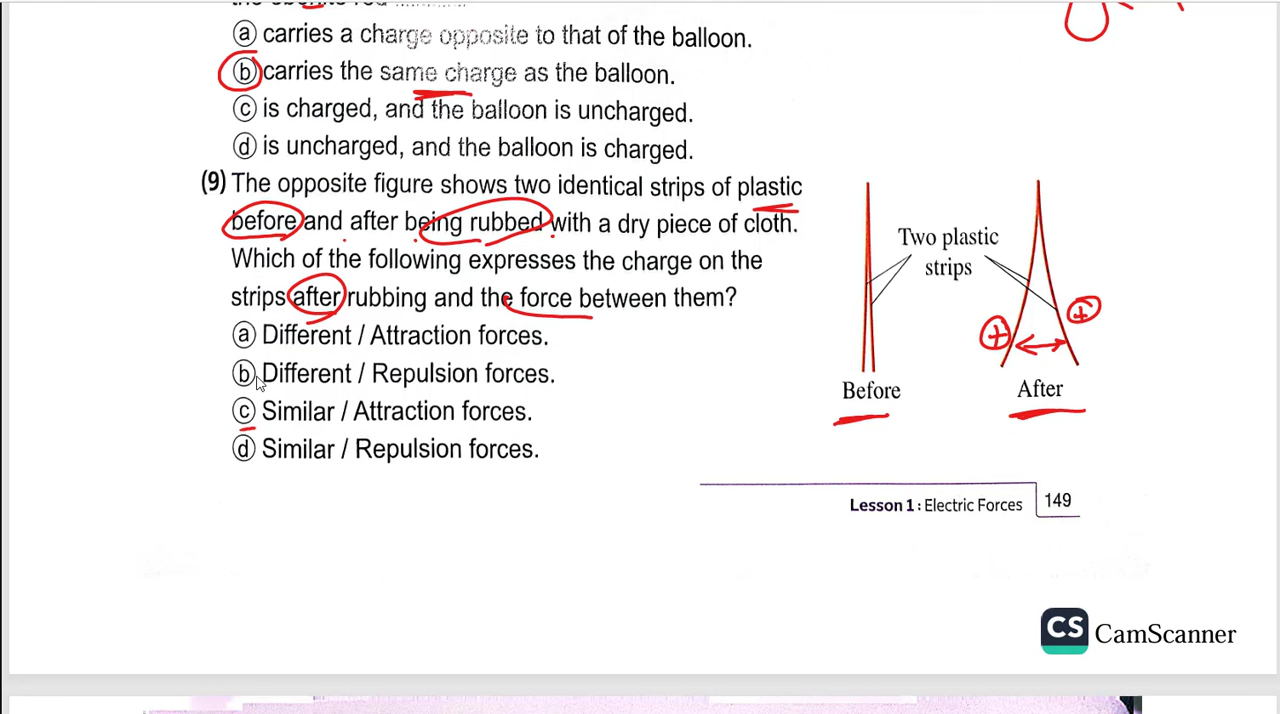 ⓐ carries a charge opposite to that of the balloon.
ⓑ carries the same charge as the balloon.
ⓒ is charged, and the balloon is uncharged.
ⓓ is uncharged, and the balloon is charged.
(9) The opposite figure shows two identical strips of plastic
before and after being rubbed with a dry piece of cloth.
Which of the following expresses the charge on the
strips after rubbing and the force between them?
ⓐ Different / Attraction forces.
ⓑ Different / Repulsion forces.
ⓒ Similar / Attraction forces.
ⓓ Similar / Repulsion forces.
Two plastic
strips
+
+
Before
After
Lesson 1 : Electric Forces 149
CS CamScanner